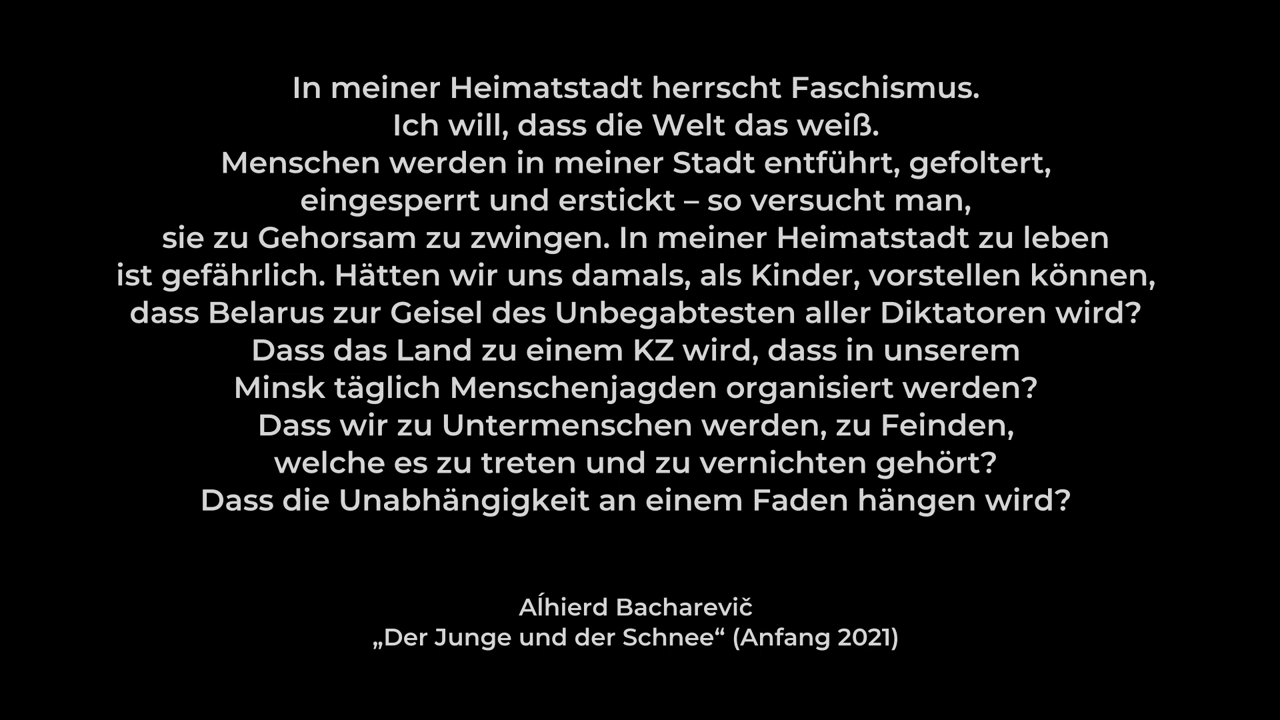 In meiner Heimatstadt herrscht Faschismus.
Ich will, dass die Welt das weiß.
Menschen werden in meiner Stadt entführt, gefoltert,
eingesperrt und erstickt – so versucht man,
sie zu Gehorsam zu zwingen. In meiner Heimatstadt zu leben
ist gefährlich. Hätten wir uns damals, als Kinder, vorstellen können,
dass Belarus zur Geisel des Unbegabtesten aller Diktatoren wird?
Dass das Land zu einem KZ wird, dass in unserem
Minsk täglich Menschenjagden organisiert werden?
Dass wir zu Untermenschen werden, zu Feinden,
welche es zu treten und zu vernichten gehört?
Dass die Unabhängigkeit an einem Faden hängen wird?
Aĺhierd Bacharevič
„Der Junge und der Schnee“ (Anfang 2021)